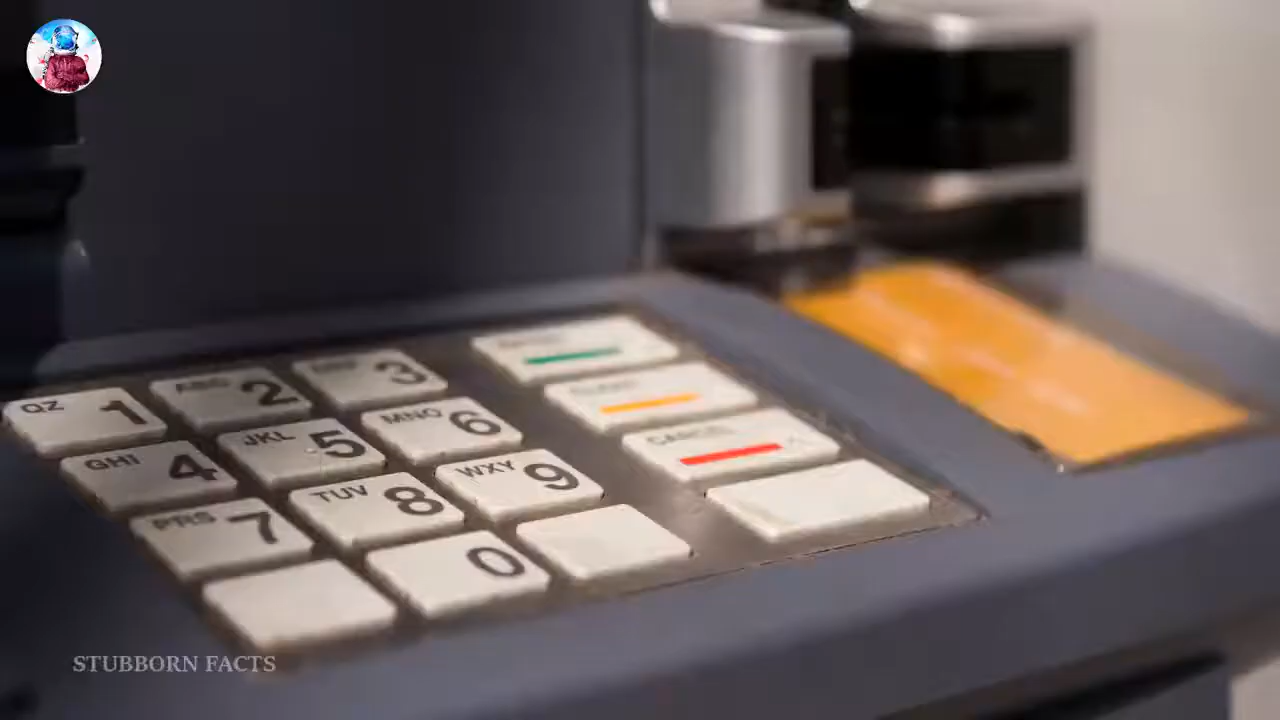 QZ 1
ABC 2
3
GHI 4
JKL 5
MNO 6
PRS 7
TUV 8
WXY 9
0
CANCEL
STUBBORN FACTS